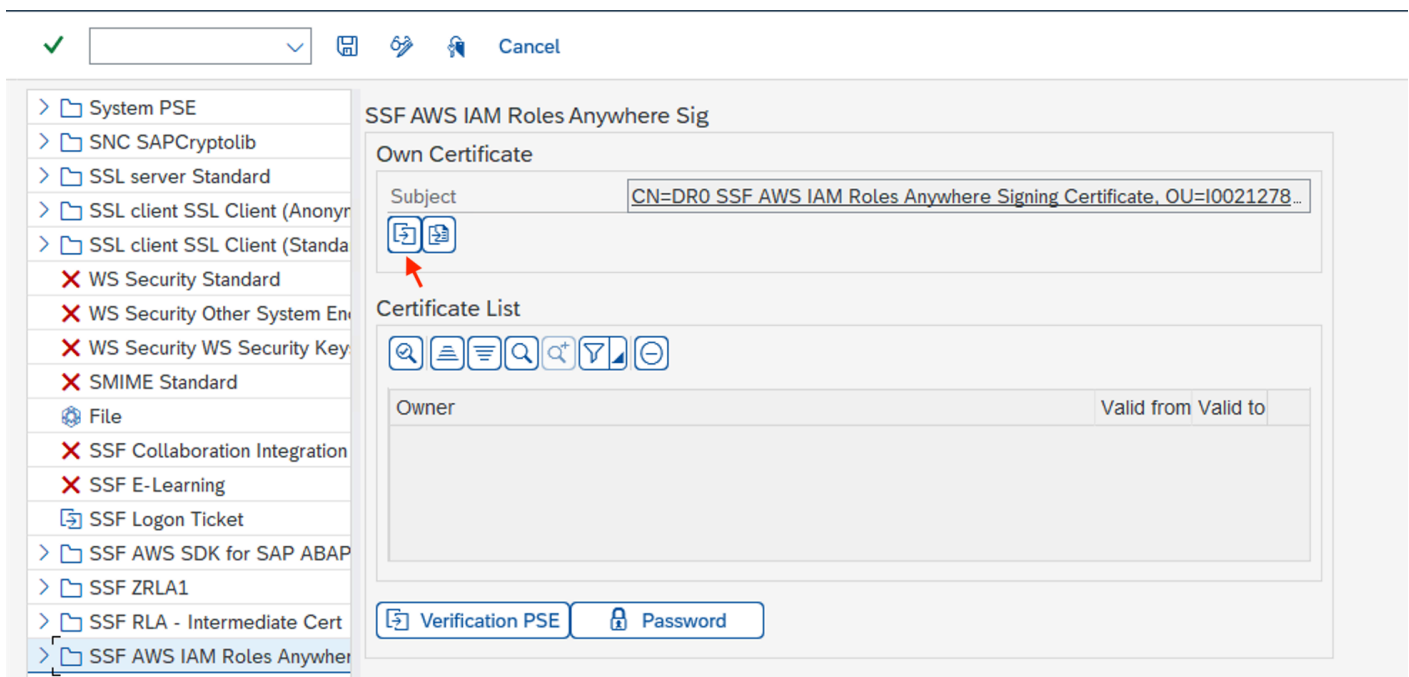 Cancel
System PSE
SNC SAPCryptolib
SSL server Standard
SSL client SSL Client (Anonyr
SSL client SSL Client (Standa
WS Security Standard
WS Security Other System En
WS Security WS Security Key
SMIME Standard
File
SSF Collaboration Integration
SSF E-Learning
SSF Logon Ticket
SSF AWS SDK for SAP ABAP
SSF ZRLA1
SSF RLA - Intermediate Cert
SSF AWS IAM Roles Anywher
SSF AWS IAM Roles Anywhere Sig
Own Certificate
Subject CN=DR0 SSF AWS IAM Roles Anywhere Signing Certificate, OU=I0021278...
Certificate List
Owner Valid from Valid to
Verification PSE Password